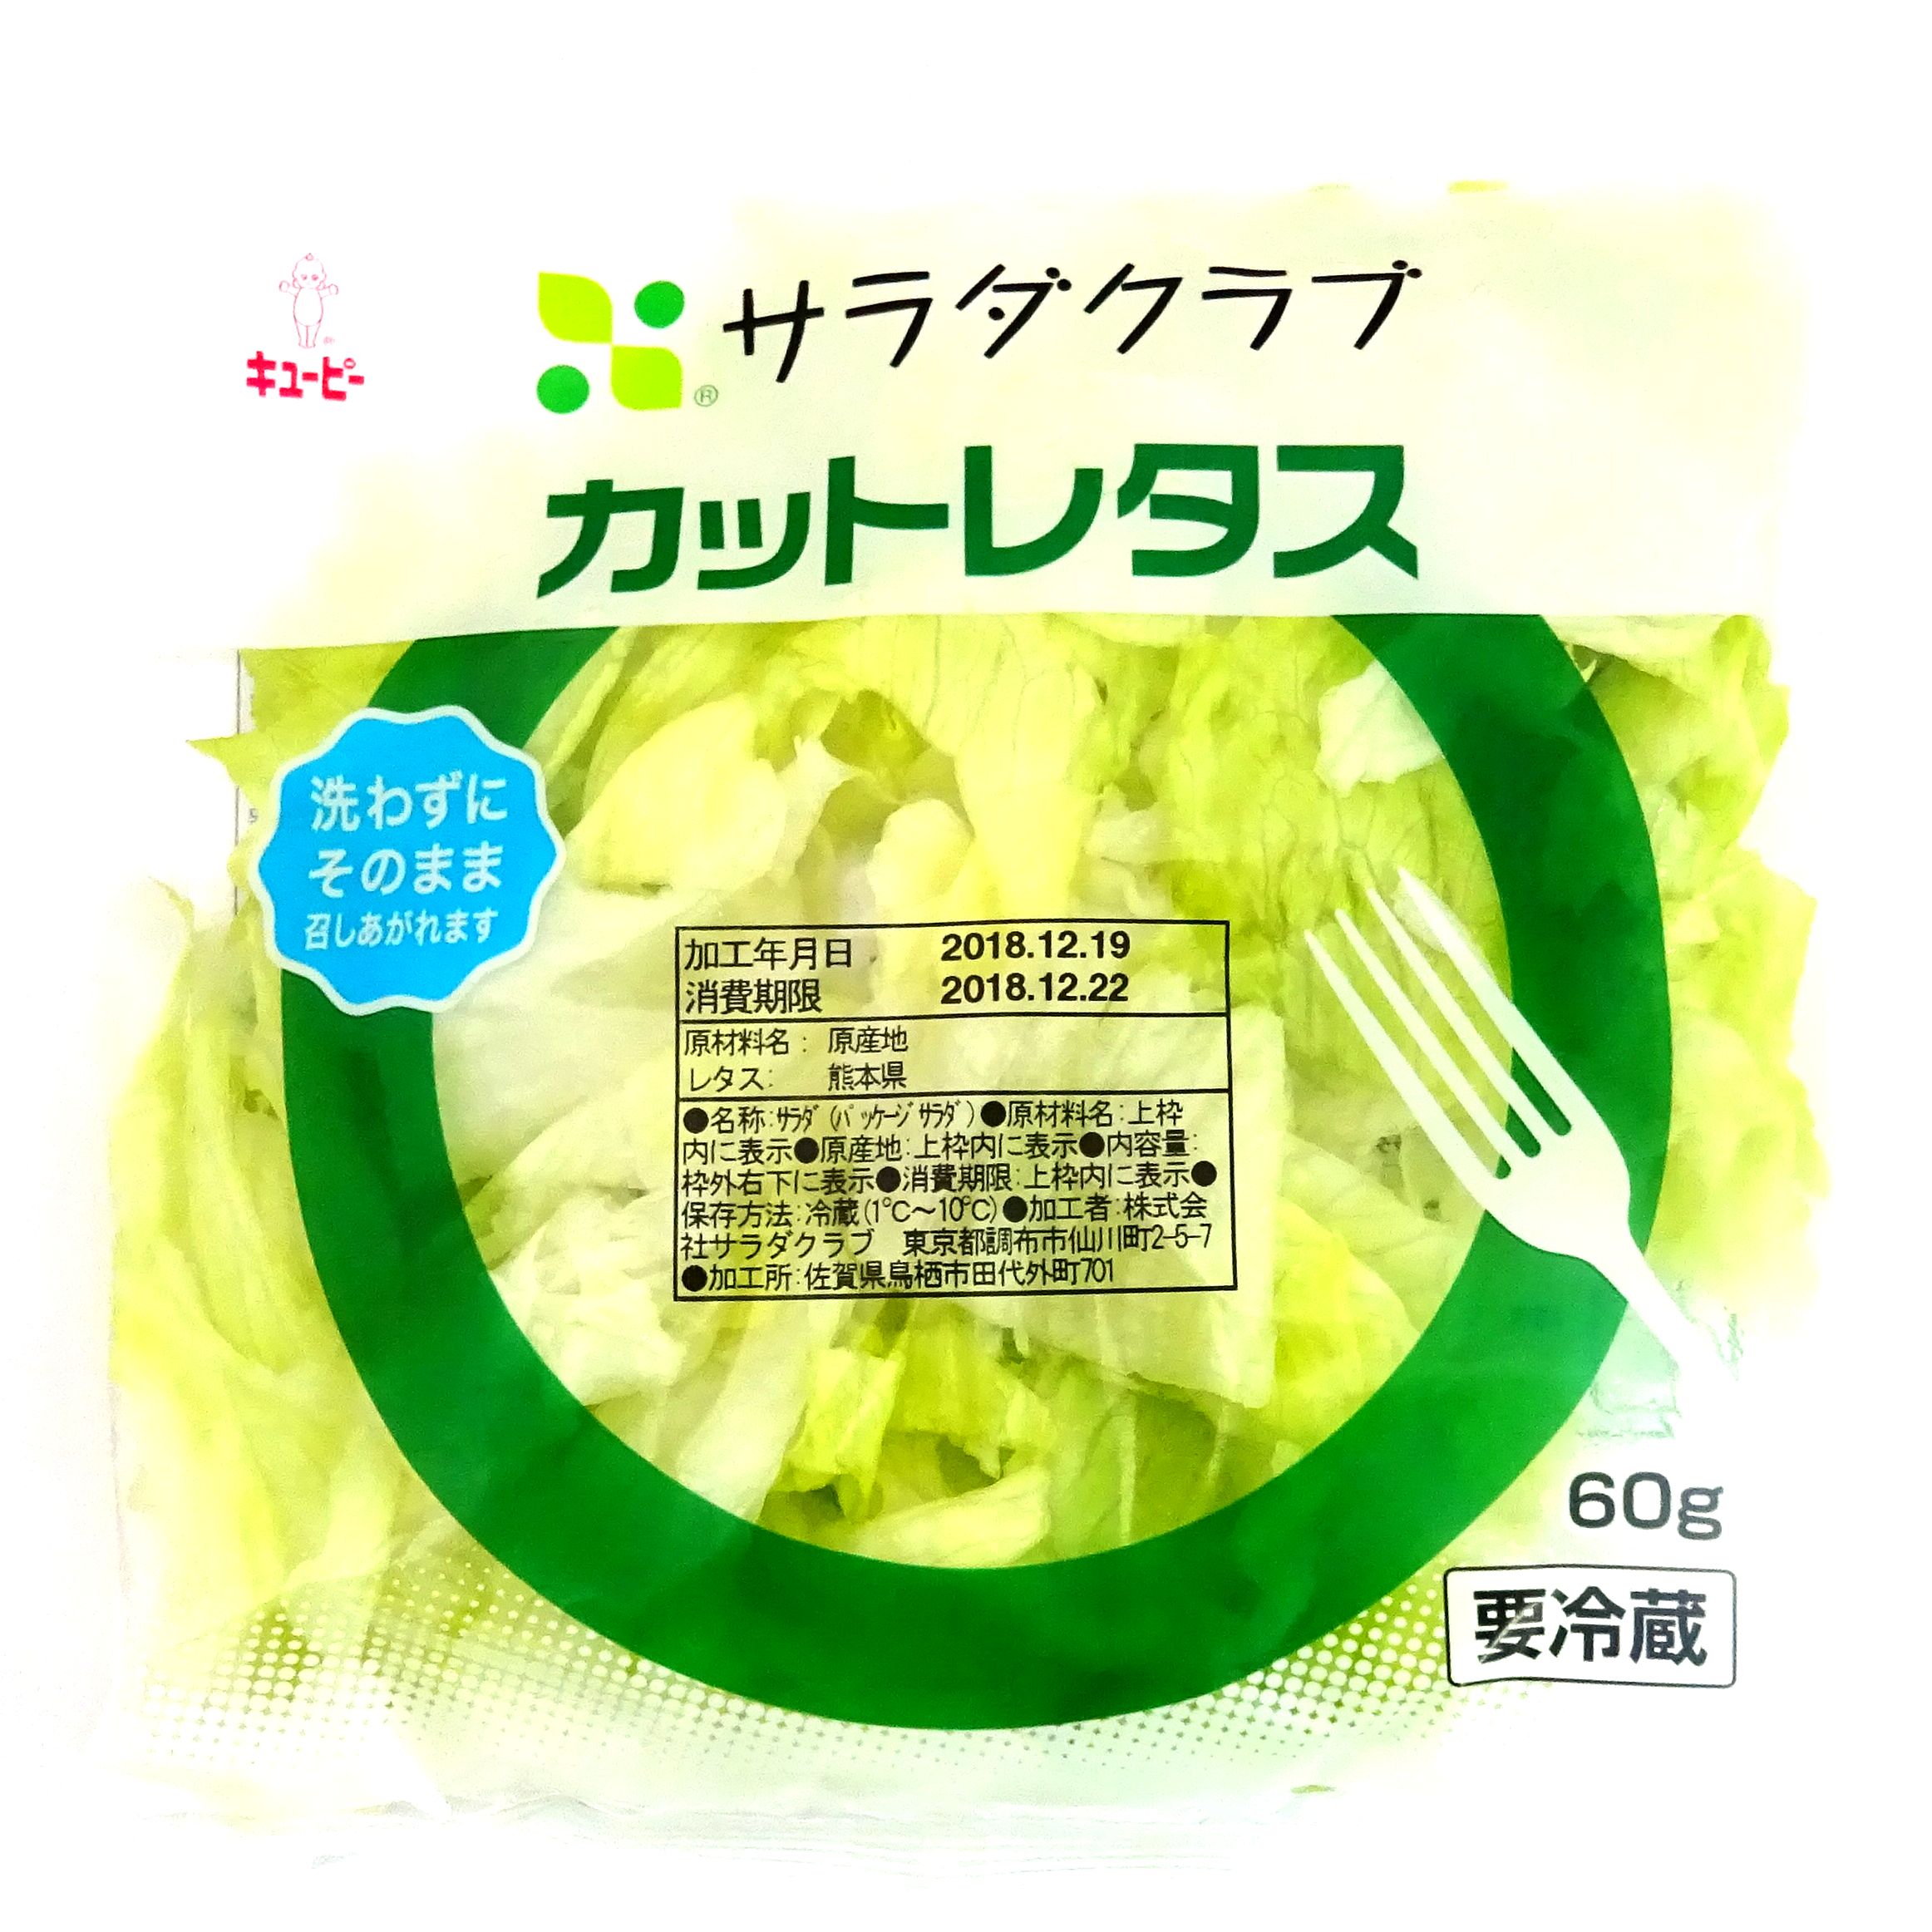 キューピー
サラダクラブ
®
カットレタス
洗わずに
そのまま
召しあがれます
加工年月日 2018.12.19
消費期限 2018.12.22
原材料名: 原産地
レタス: 熊本県
●名称:サラダ(パッケージサラダ)●原材料名:上枠
内に表示●原産地:上枠内に表示●内容量:
枠外右下に表示●消費期限:上枠内に表示●
保存方法:冷蔵(1℃～10℃)●加工者:株式会
社サラダクラブ 東京都調布市仙川町2-5-7
●加工所:佐賀県鳥栖市田代外町701
60g
要冷蔵